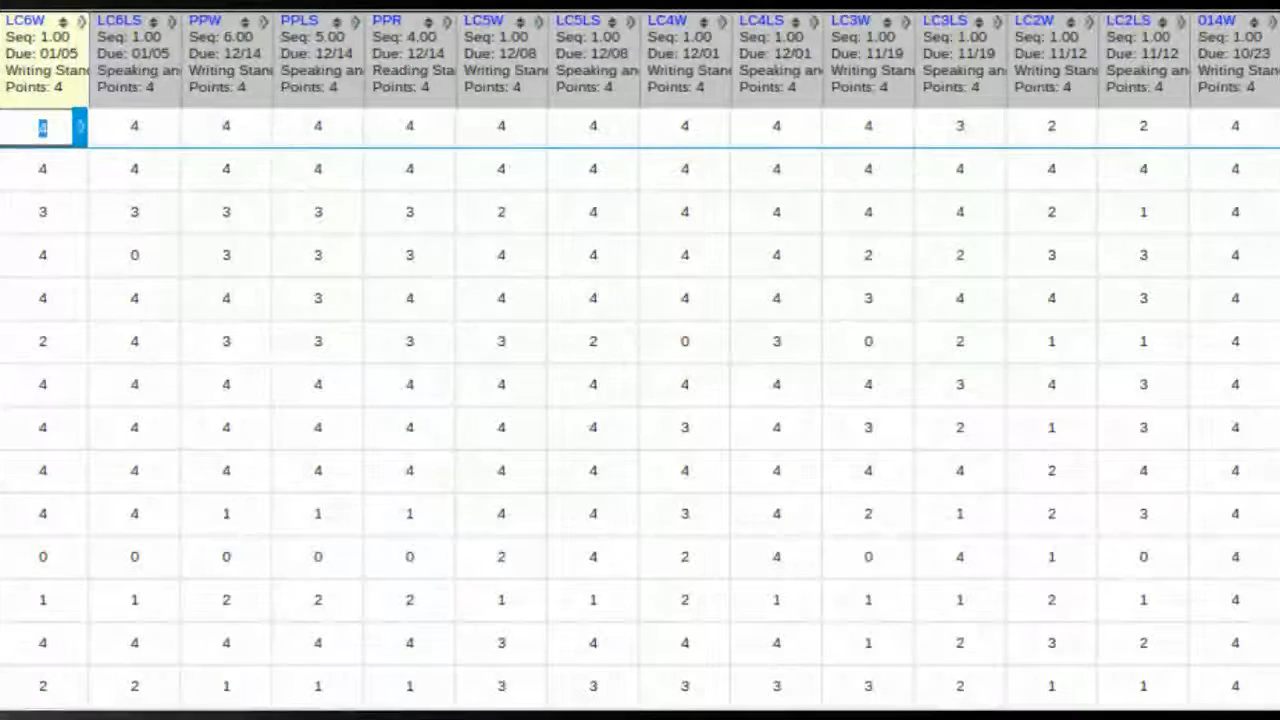 LC6W LC6LS PPW PPLS PPR LC5W LC5LS LC4W LC4LS LC3W LC3LS LC2W LC2LS 014W
Seq: 1.00 Seq: 1.00 Seq: 6.00 Seq: 5.00 Seq: 4.00 Seq: 1.00 Seq: 1.00 Seq: 1.00 Seq: 1.00 Seq: 1.00 Seq: 1.00 Seq: 1.00 Seq: 1.00 Seq: 1.00
Due: 01/05 Due: 01/05 Due: 12/14 Due: 12/14 Due: 12/14 Due: 12/08 Due: 12/08 Due: 12/01 Due: 12/01 Due: 11/19 Due: 11/19 Due: 11/12 Due: 11/12 Due: 10/23
Writing Stan Speaking an Writing Stan Speaking an Reading Sta Writing Stan Speaking an Writing Stan Speaking an Writing Stan Speaking an Writing Stan Speaking an Writing Stan
Points: 4 Points: 4 Points: 4 Points: 4 Points: 4 Points: 4 Points: 4 Points: 4 Points: 4 Points: 4 Points: 4 Points: 4 Points: 4 Points: 4
4 4 4 4 4 4 4 4 4 4 3 2 2 4
4 4 4 4 4 4 4 4 4 4 4 4 4 4
3 3 3 3 3 2 4 4 4 4 4 2 1 4
4 0 3 3 3 4 4 4 4 2 2 3 3 4
4 4 4 3 4 4 4 4 4 3 4 4 3 4
2 4 3 3 3 3 2 0 3 0 2 1 1 4
4 4 4 4 4 4 4 4 4 4 3 4 3 4
4 4 4 4 4 4 4 3 4 3 2 1 3 4
4 4 4 4 4 4 4 4 4 4 4 2 4 4
4 4 1 1 1 4 4 3 4 2 1 2 3 4
0 0 0 0 0 2 4 2 4 0 4 1 0 4
1 1 2 2 2 1 1 2 1 1 1 2 1 4
4 4 4 4 4 3 4 4 4 1 2 3 2 4
2 2 1 1 1 3 3 3 3 3 2 1 1 4